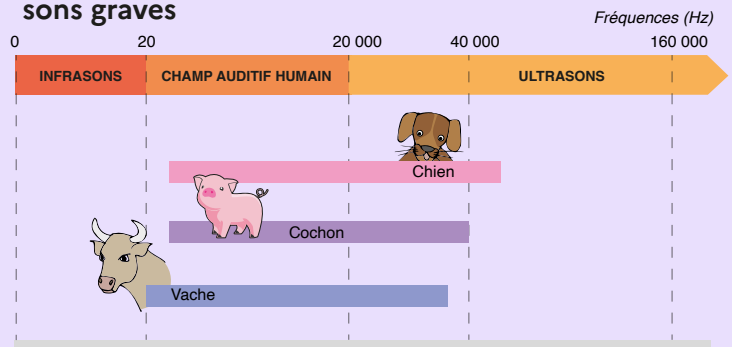 sons graves
Fréquences (Hz)
0 20 20 000 40 000 160 000
INFRASONS CHAMP AUDITIF HUMAIN ULTRASONS
Chien
Cochon
Vache